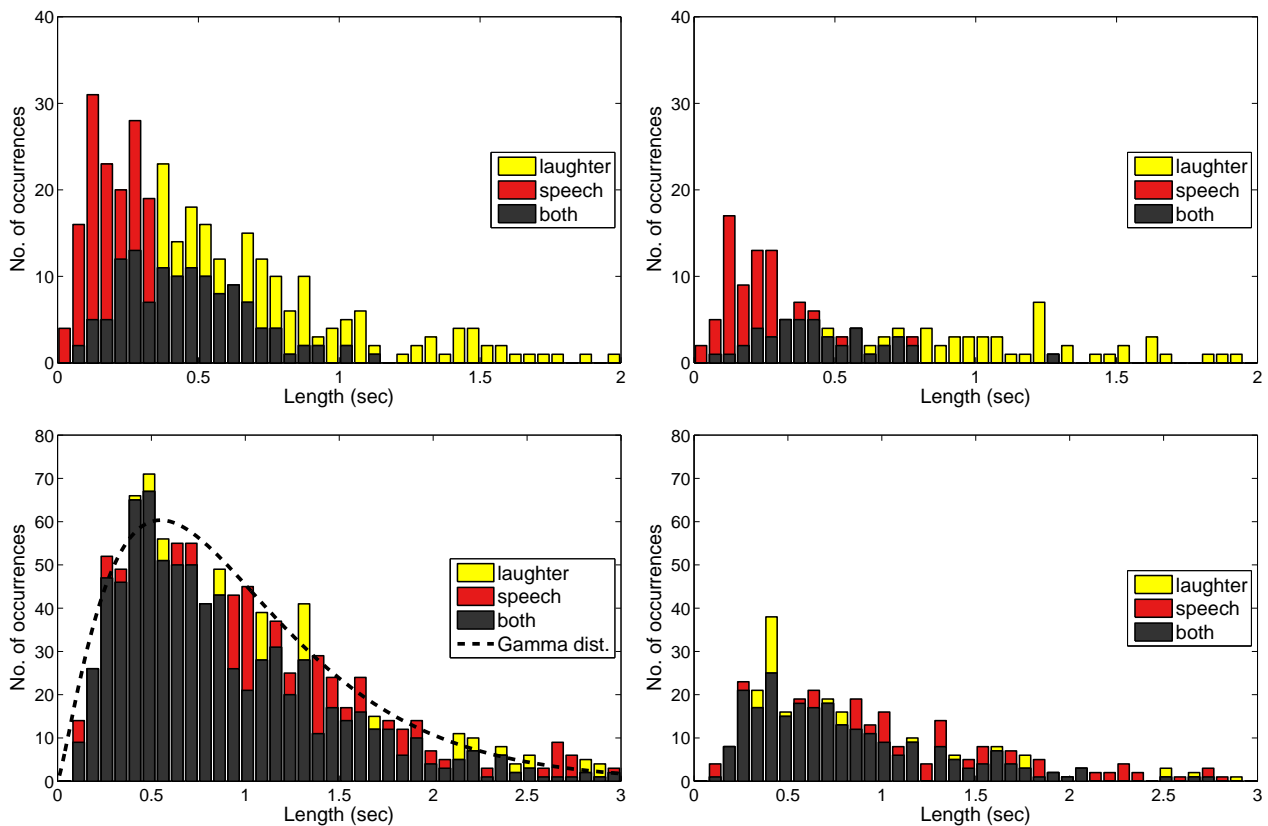 40
30
20
10
0
0 0.5 1 1.5 2
No. of occurrences
Length (sec)
laughter
speech
both
40
30
20
10
0
0 0.5 1 1.5 2
No. of occurrences
Length (sec)
laughter
speech
both
80
70
60
50
40
30
20
10
0
0 0.5 1 1.5 2 2.5 3
No. of occurrences
Length (sec)
laughter
speech
both
Gamma dist.
80
70
60
50
40
30
20
10
0
0 0.5 1 1.5 2 2.5 3
No. of occurrences
Length (sec)
laughter
speech
both